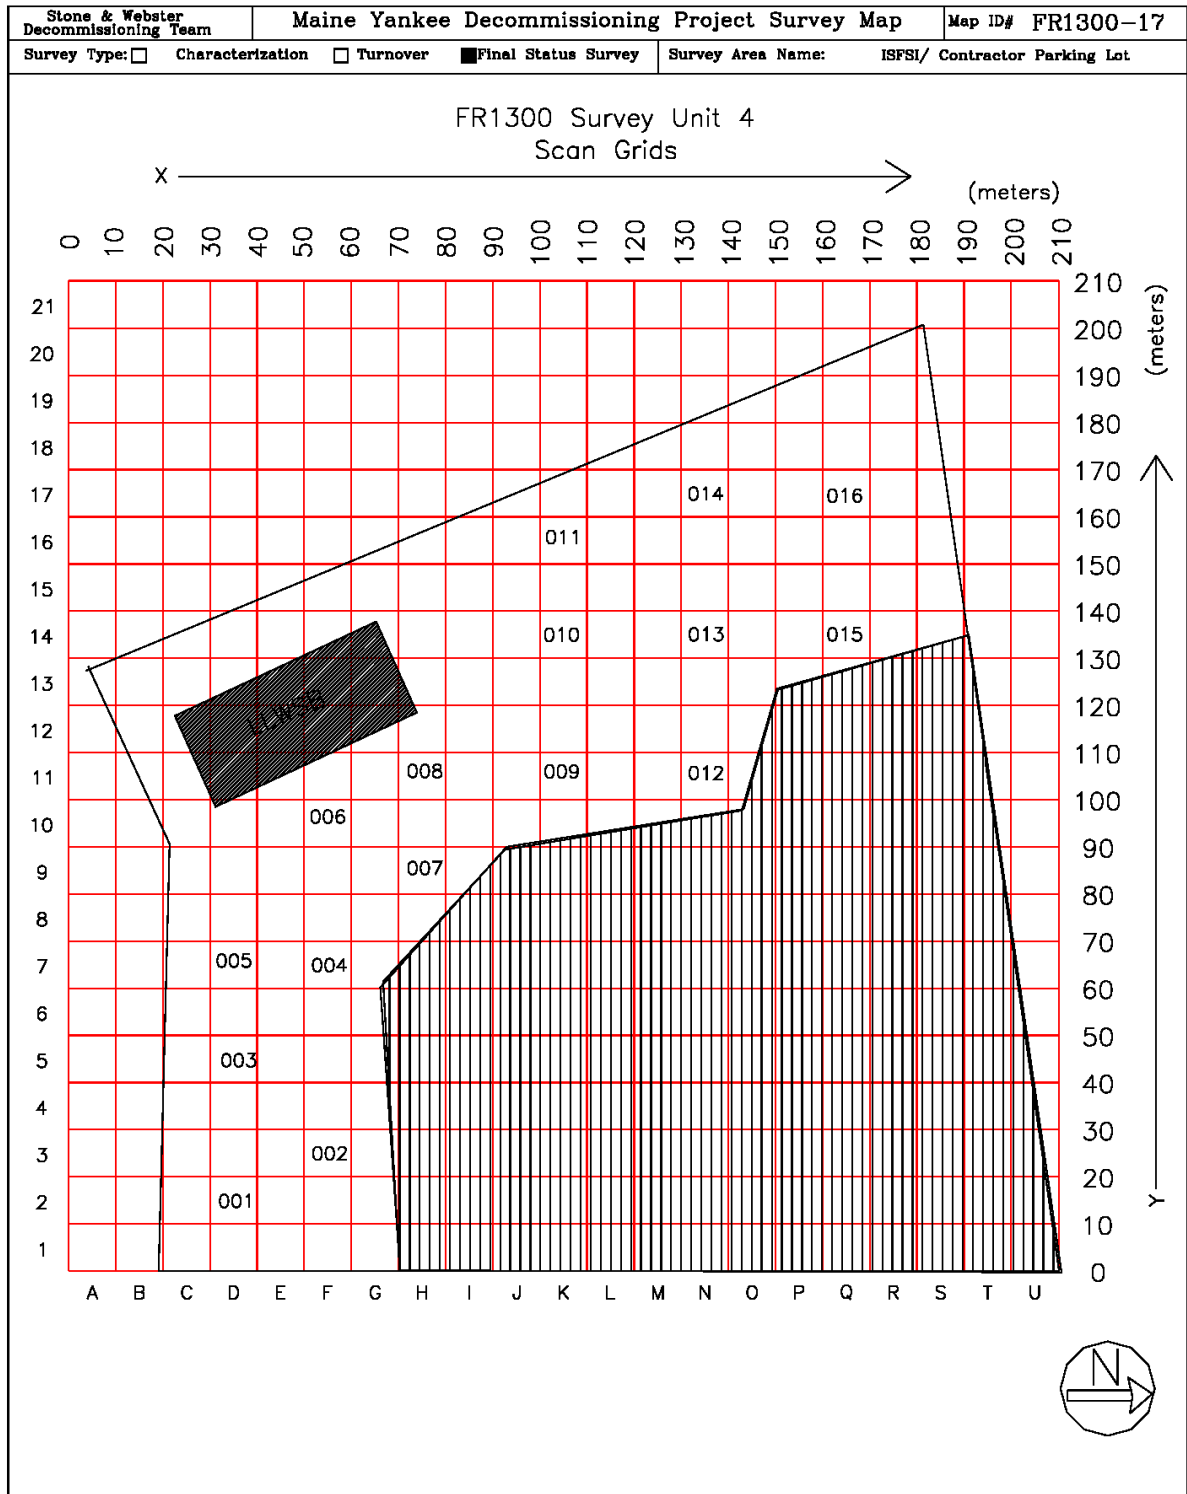 Stone & Webster
Decommissioning Team
Maine Yankee Decommissioning Project Survey Map
Map ID# FR1300-17
Survey Type: Characterization Turnover Final Status Survey
Survey Area Name: ISFSI/ Contractor Parking Lot
FR1300 Survey Unit 4
Scan Grids
X
(meters)
0 10 20 30 40 50 60 70 80 90 100 110 120 130 140 150 160 170 180 190 200 210
210
21
200
(meters)
20
190
19
180
18
170
17 014 016
160
16 011
150
15
140
14 010 013 015
130
13
120
LLWSB
12
110
11 008 009 012
100
10 006
90
9 007
80
8
70
7 005 004
60
6
50
5 003
40
4
30
3 002
20
2 001 Y
10
1
0
A B C D E F G H I J K L M N O P Q R S T U
N